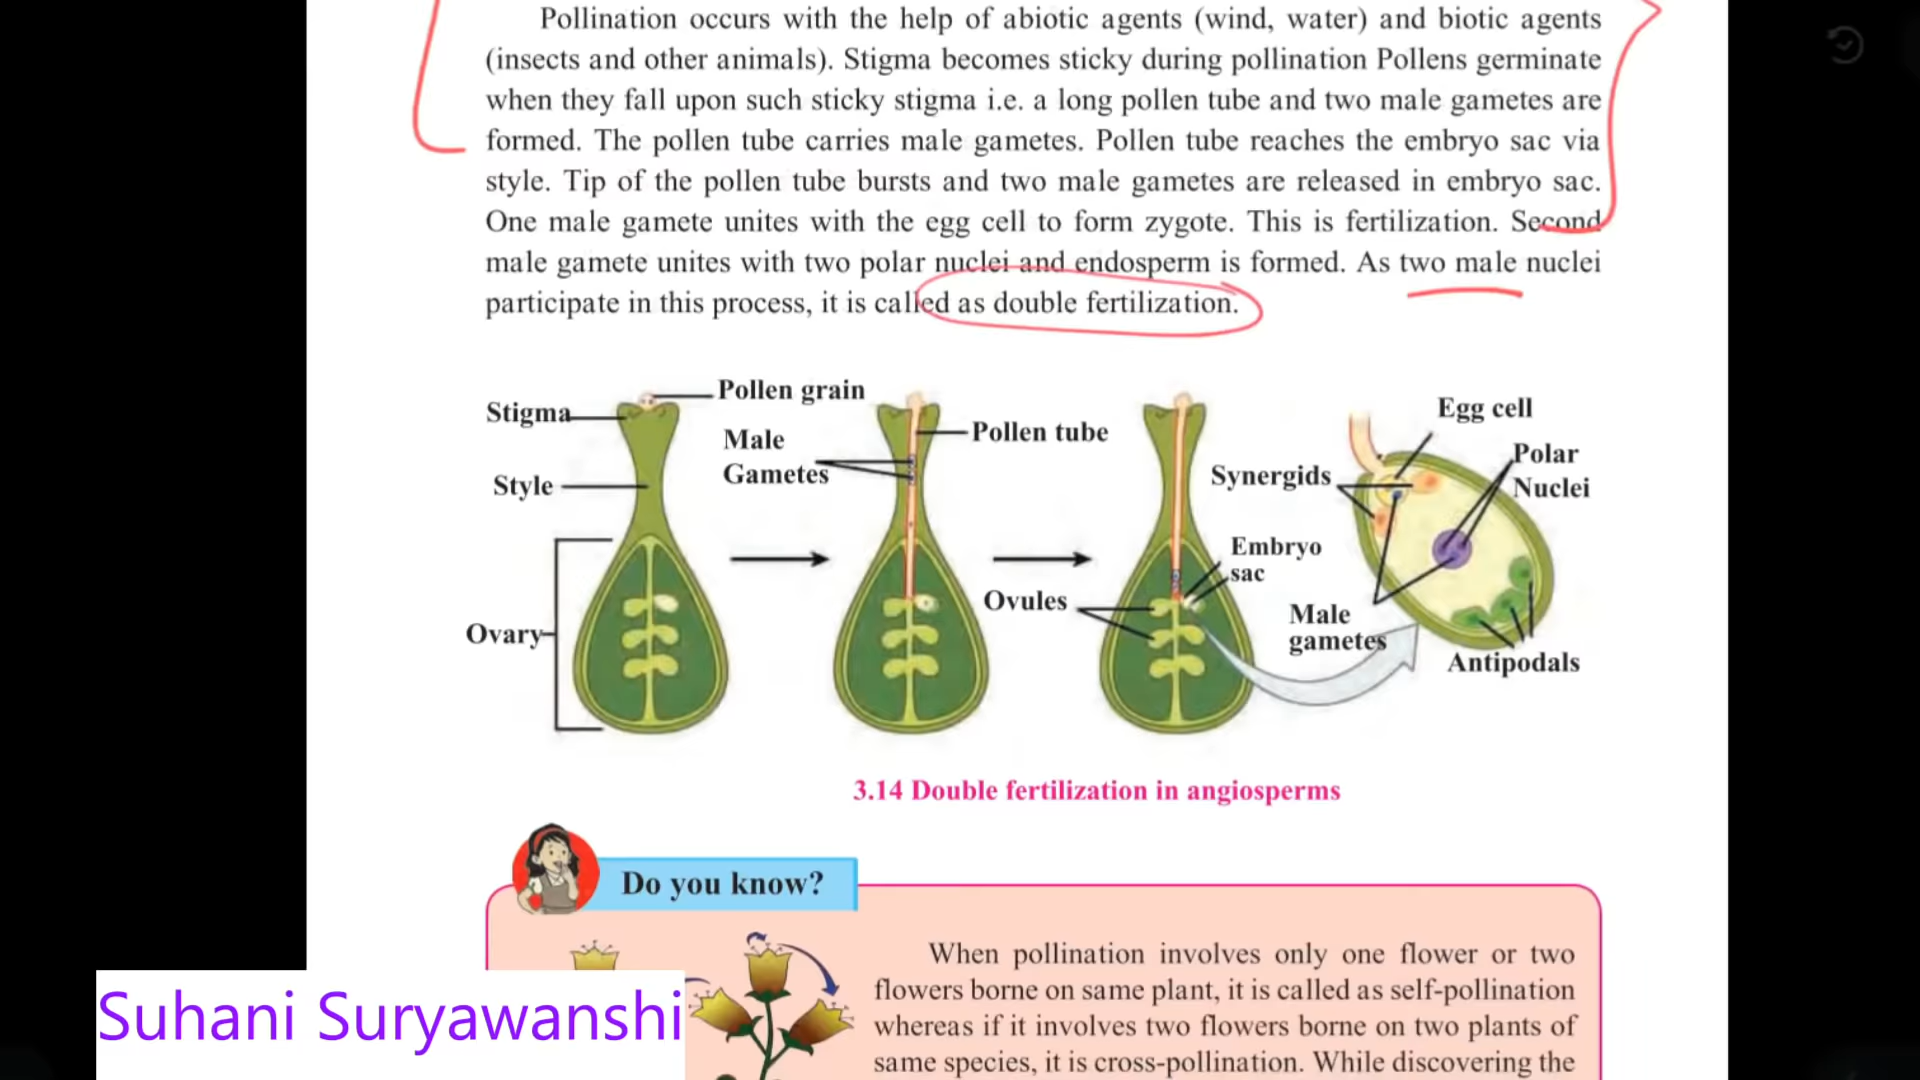 Pollination occurs with the help of abiotic agents (wind, water) and biotic agents
(insects and other animals). Stigma becomes sticky during pollination Pollens germinate
when they fall upon such sticky stigma i.e. a long pollen tube and two male gametes are
formed. The pollen tube carries male gametes. Pollen tube reaches the embryo sac via
style. Tip of the pollen tube bursts and two male gametes are released in embryo sac.
One male gamete unites with the egg cell to form zygote. This is fertilization. Second
male gamete unites with two polar nuclei and endosperm is formed. As two male nuclei
participate in this process, it is called as double fertilization.
Stigma
Pollen grain
Style
Ovary
Male
Gametes
Pollen tube
Ovules
Synergids
Embryo
sac
Egg cell
Polar
Nuclei
Male
gametes
Antipodals
3.14 Double fertilization in angiosperms
Do you know?
When pollination involves only one flower or two
flowers borne on same plant, it is called as self-pollination
whereas if it involves two flowers borne on two plants of
same species, it is cross-pollination. While discovering the
Suhani Suryawanshi